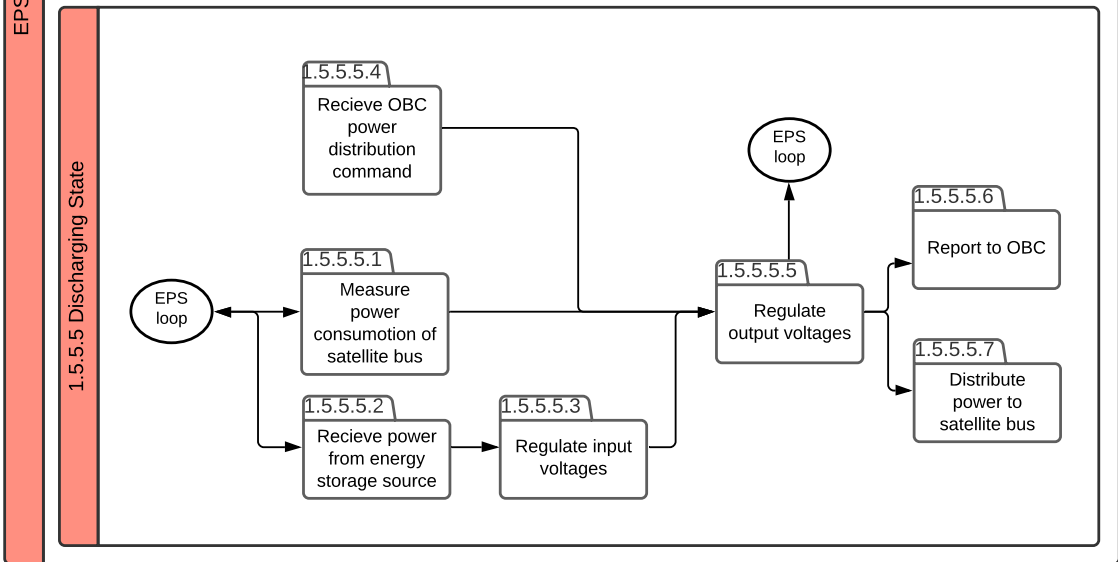 EPS
1.5.5.5 Discharging State
1.5.5.5.4
Recieve OBC
power
distribution
command
EPS
loop
1.5.5.5.6
Report to OBC
1.5.5.5.1
Measure
power
consumotion of
satellite bus
EPS
loop
1.5.5.5.5
Regulate
output voltages
1.5.5.5.7
Distribute
power to
satellite bus
1.5.5.5.2
Recieve power
from energy
storage source
1.5.5.5.3
Regulate input
voltages